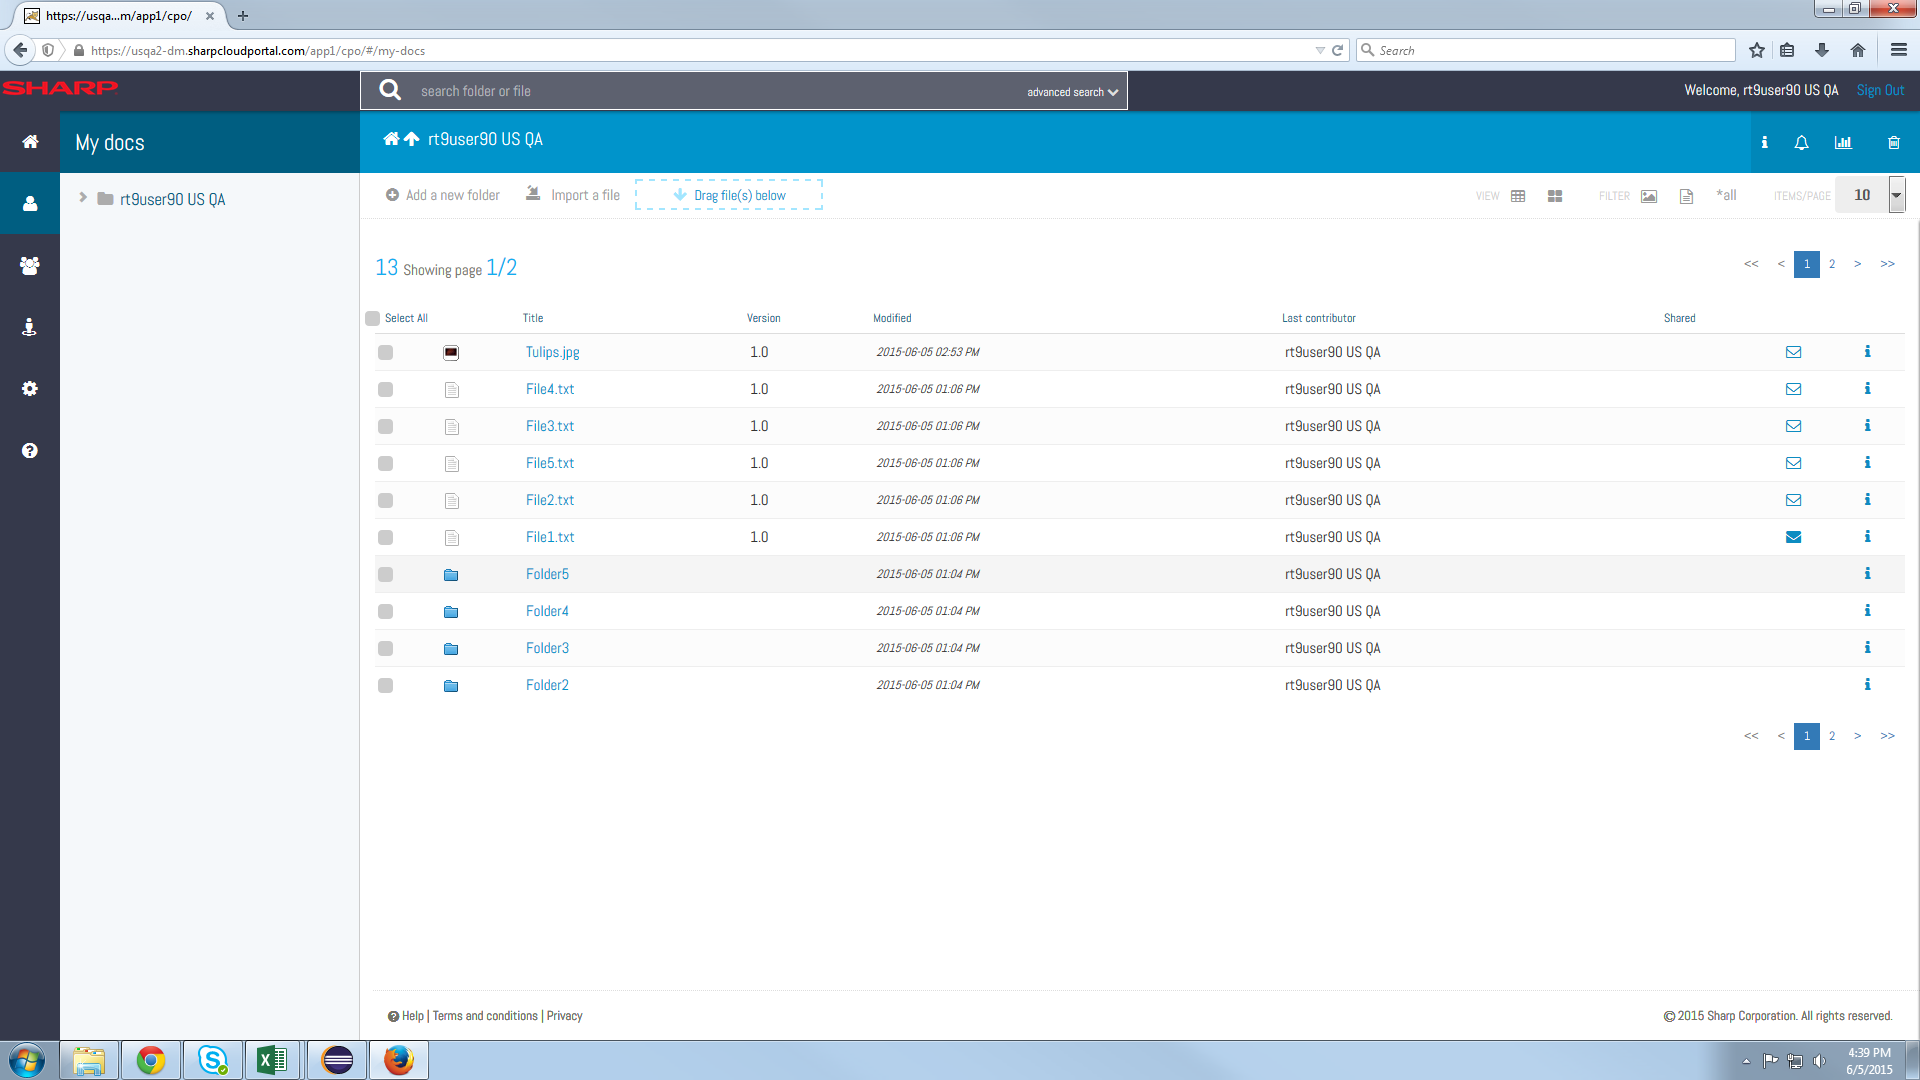 https://usqa...m/app1/cpo/
https://usqa2-dm.sharpcloudportal.com/app1/cpo/#/my-docs
Search
SHARP
search folder or file
advanced search
Welcome, rt9user90 US QA
Sign Out
My docs
rt9user90 US QA
rt9user90 US QA
Add a new folder
Import a file
Drag file(s) below
VIEW
FILTER
*all
ITEMS/PAGE
10
13 Showing page 1/2
<< < 1 2 > >>
Select All Title Version Modified Last contributor Shared
Tulips.jpg 1.0 2015-06-05 02:53 PM rt9user90 US QA
File4.txt 1.0 2015-06-05 01:06 PM rt9user90 US QA
File3.txt 1.0 2015-06-05 01:06 PM rt9user90 US QA
File5.txt 1.0 2015-06-05 01:06 PM rt9user90 US QA
File2.txt 1.0 2015-06-05 01:06 PM rt9user90 US QA
File1.txt 1.0 2015-06-05 01:06 PM rt9user90 US QA
Folder5 2015-06-05 01:04 PM rt9user90 US QA
Folder4 2015-06-05 01:04 PM rt9user90 US QA
Folder3 2015-06-05 01:04 PM rt9user90 US QA
Folder2 2015-06-05 01:04 PM rt9user90 US QA
<< < 1 2 > >>
Help | Terms and conditions | Privacy
© 2015 Sharp Corporation. All rights reserved.
4:39 PM
6/5/2015